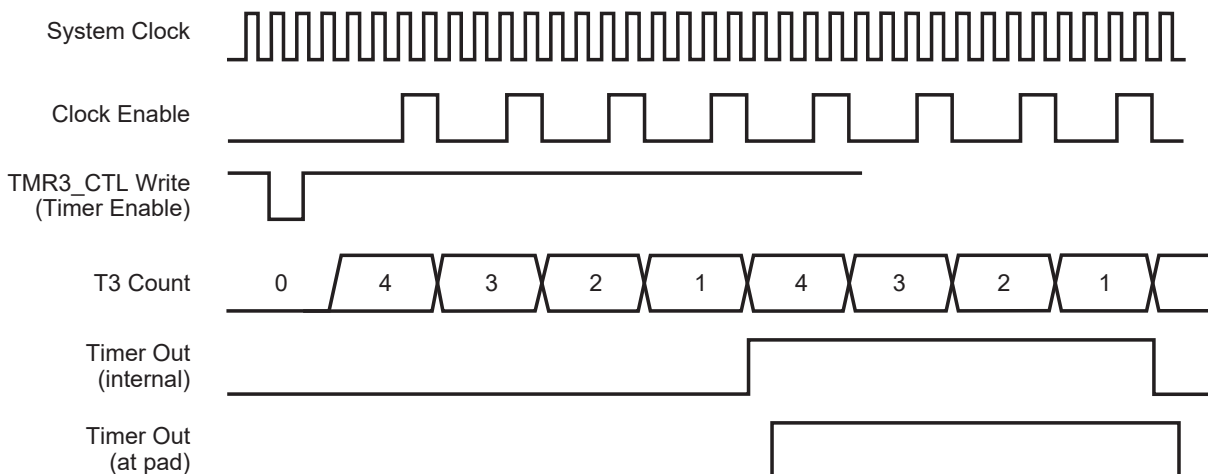 System Clock
Clock Enable
TMR3_CTL Write
(Timer Enable)
T3 Count
0 4 3 2 1 4 3 2 1
Timer Out
(internal)
Timer Out
(at pad)